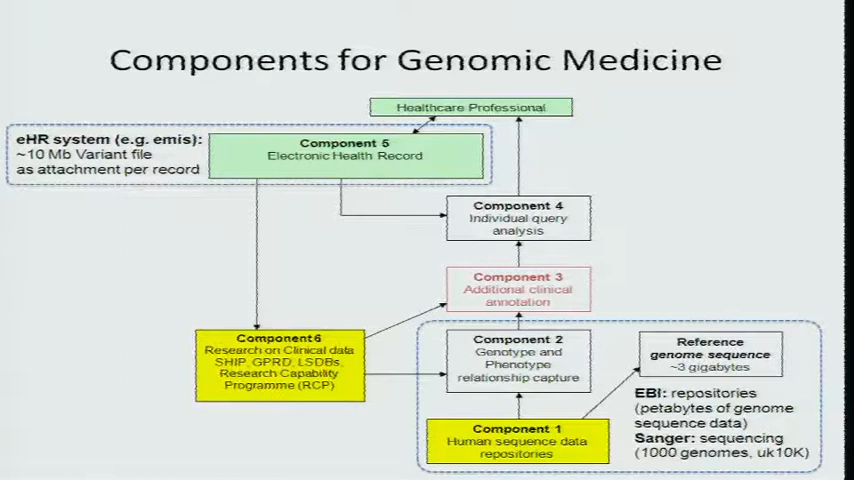 Components for Genomic Medicine
Healthcare Professional
eHR system (e.g. emis):
~10 Mb Variant file
as attachment per record
Component 5
Electronic Health Record
Component 4
Individual query
analysis
Component 3
Additional clinical
annotation
Component6
Research on Clinical data
SHIP, GPRD, LSDBs,
Research Capability
Programme (RCP)
Component 2
Genotype and
Phenotype
relationship capture
Reference
genome sequence
~3 gigabytes
Component 1
Human sequence data
repositories
EBI: repositories
(petabytes of genome
sequence data)
Sanger: sequencing
(1000 genomes, uk10K)